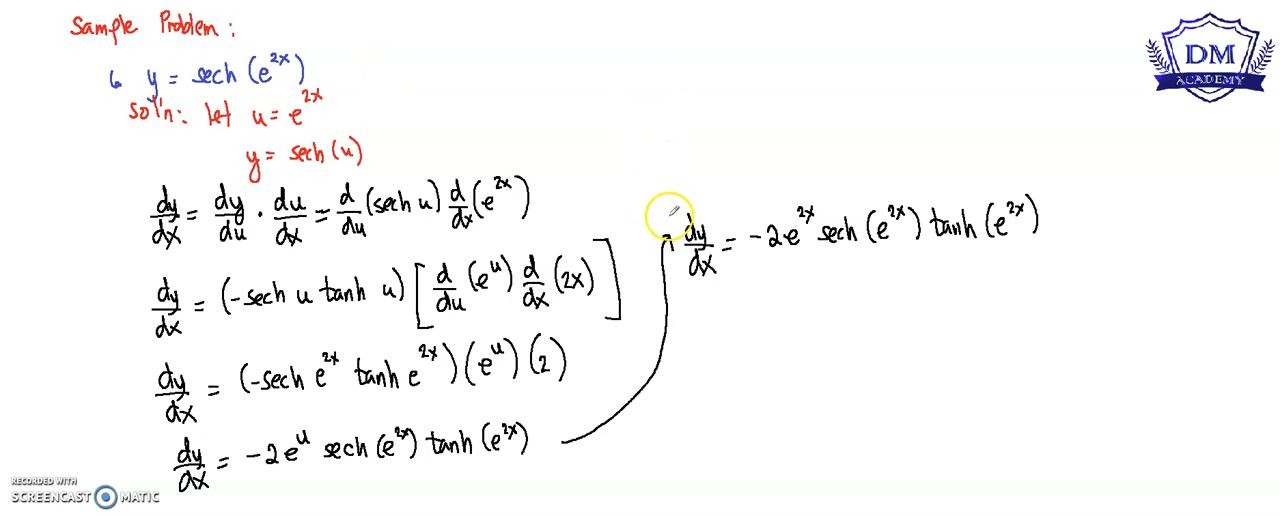 Sample Problem:
6 y = sech (e^2x)
Sol'n: Let u = e^2x
y = sech (u)
dy/dx = dy/du · du/dx = d/du (sech u) d/dx (e^2x)
dy/dx = (-sech u tanh u) [d/du (e^u) d/dx (2x)]
dy/dx = (-sech e^2x tanh e^2x) (e^u) (2)
dy/dx = -2e^u sech (e^2x) tanh (e^2x)
dy/dx = -2e^2x sech (e^2x) tanh (e^2x)
DM
ACADEMY
RECORDED WITH
SCREENCAST MATIC